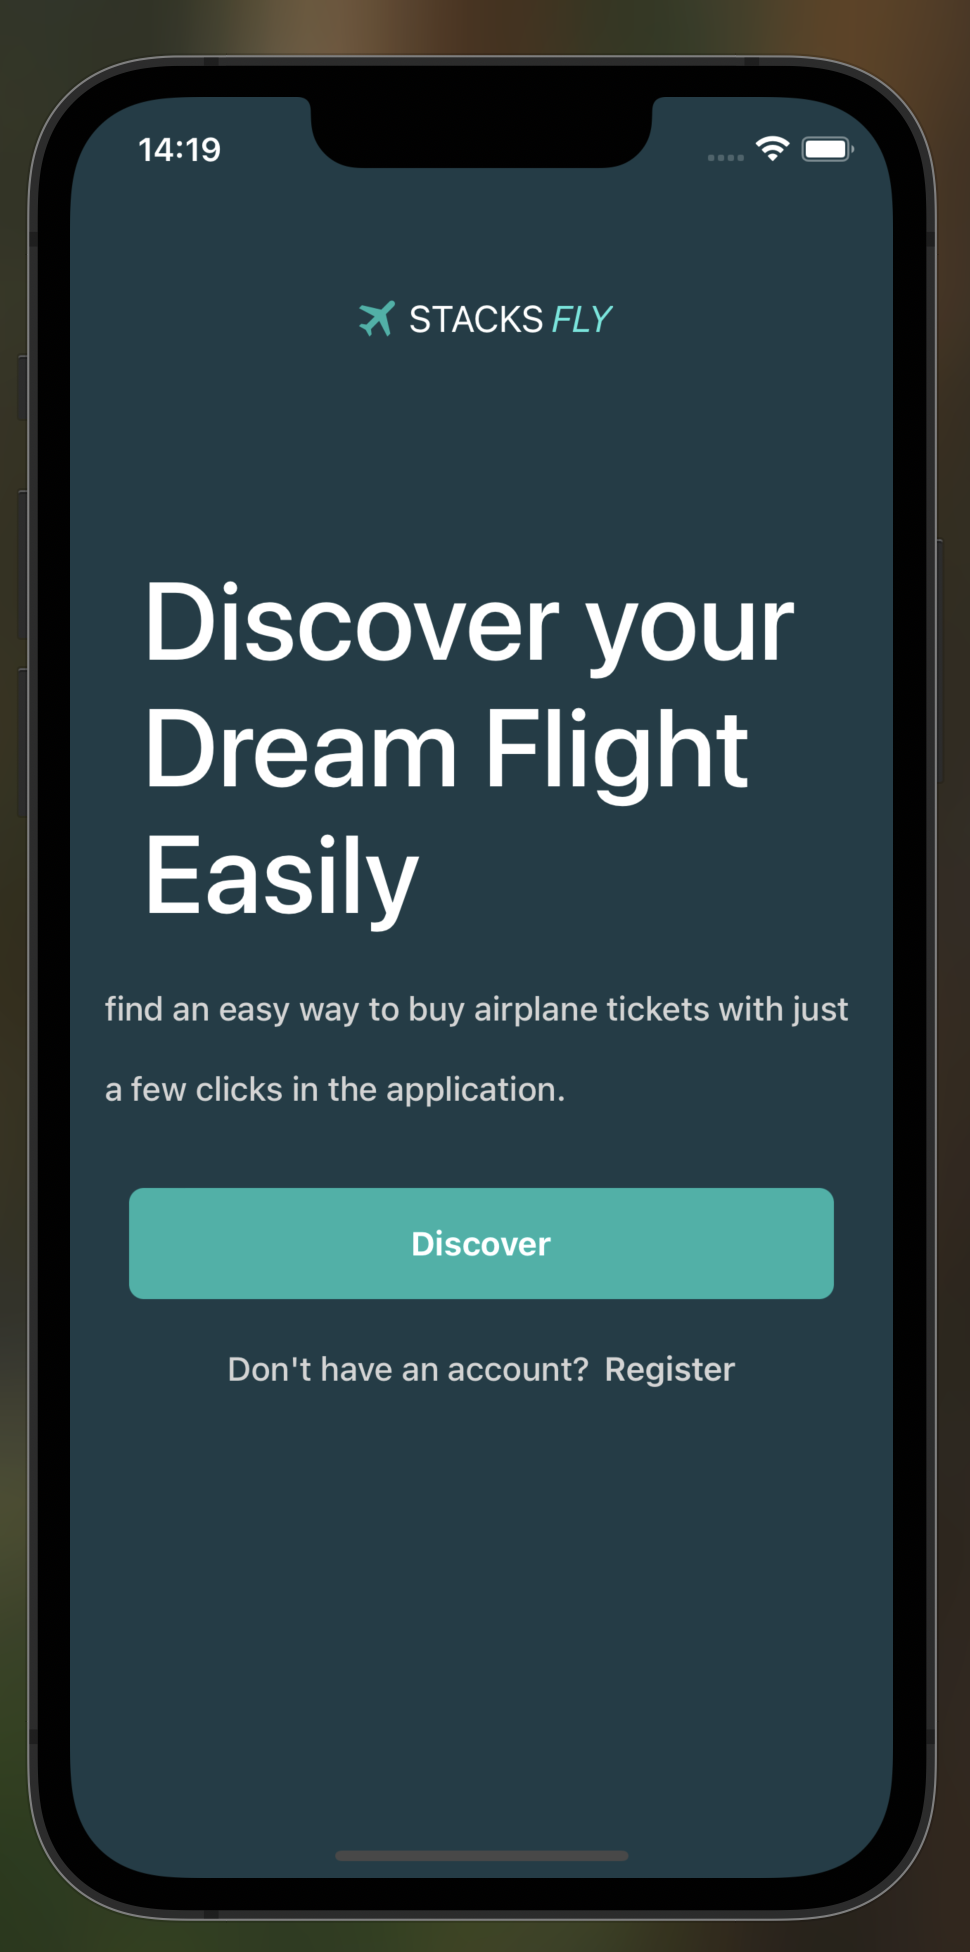 14:19
STACKS FLY
Discover your
Dream Flight
Easily
find an easy way to buy airplane tickets with just
a few clicks in the application.
Discover
Don't have an account? Register